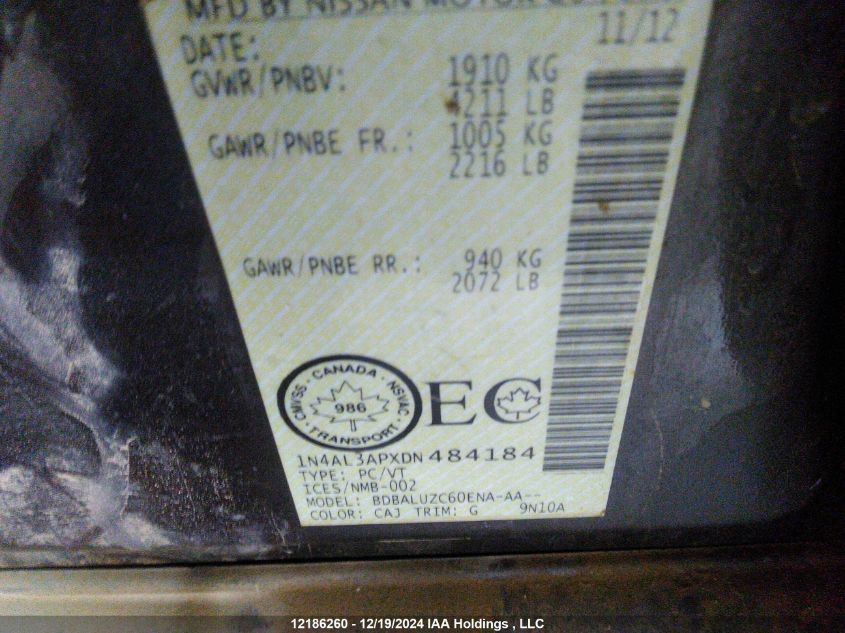 MFD BY NISSAN MOTOR CO
DATE: 11/12
GVWR/PNBV: 1910 KG
4211 LB
GAWR/PNBE FR.: 1005 KG
2216 LB
GAWR/PNBE RR.: 940 KG
2072 LB
CMVSS · CANADA · NSVAC
986
· TRANSPORT ·
EC
1N4AL3APXDN484184
TYPE: PC/VT
ICES/NMB-002
MODEL: BDBALUZC60ENA-AA--
COLOR: CAJ TRIM: G 9N10A
12186260 - 12/19/2024 IAA Holdings , LLC